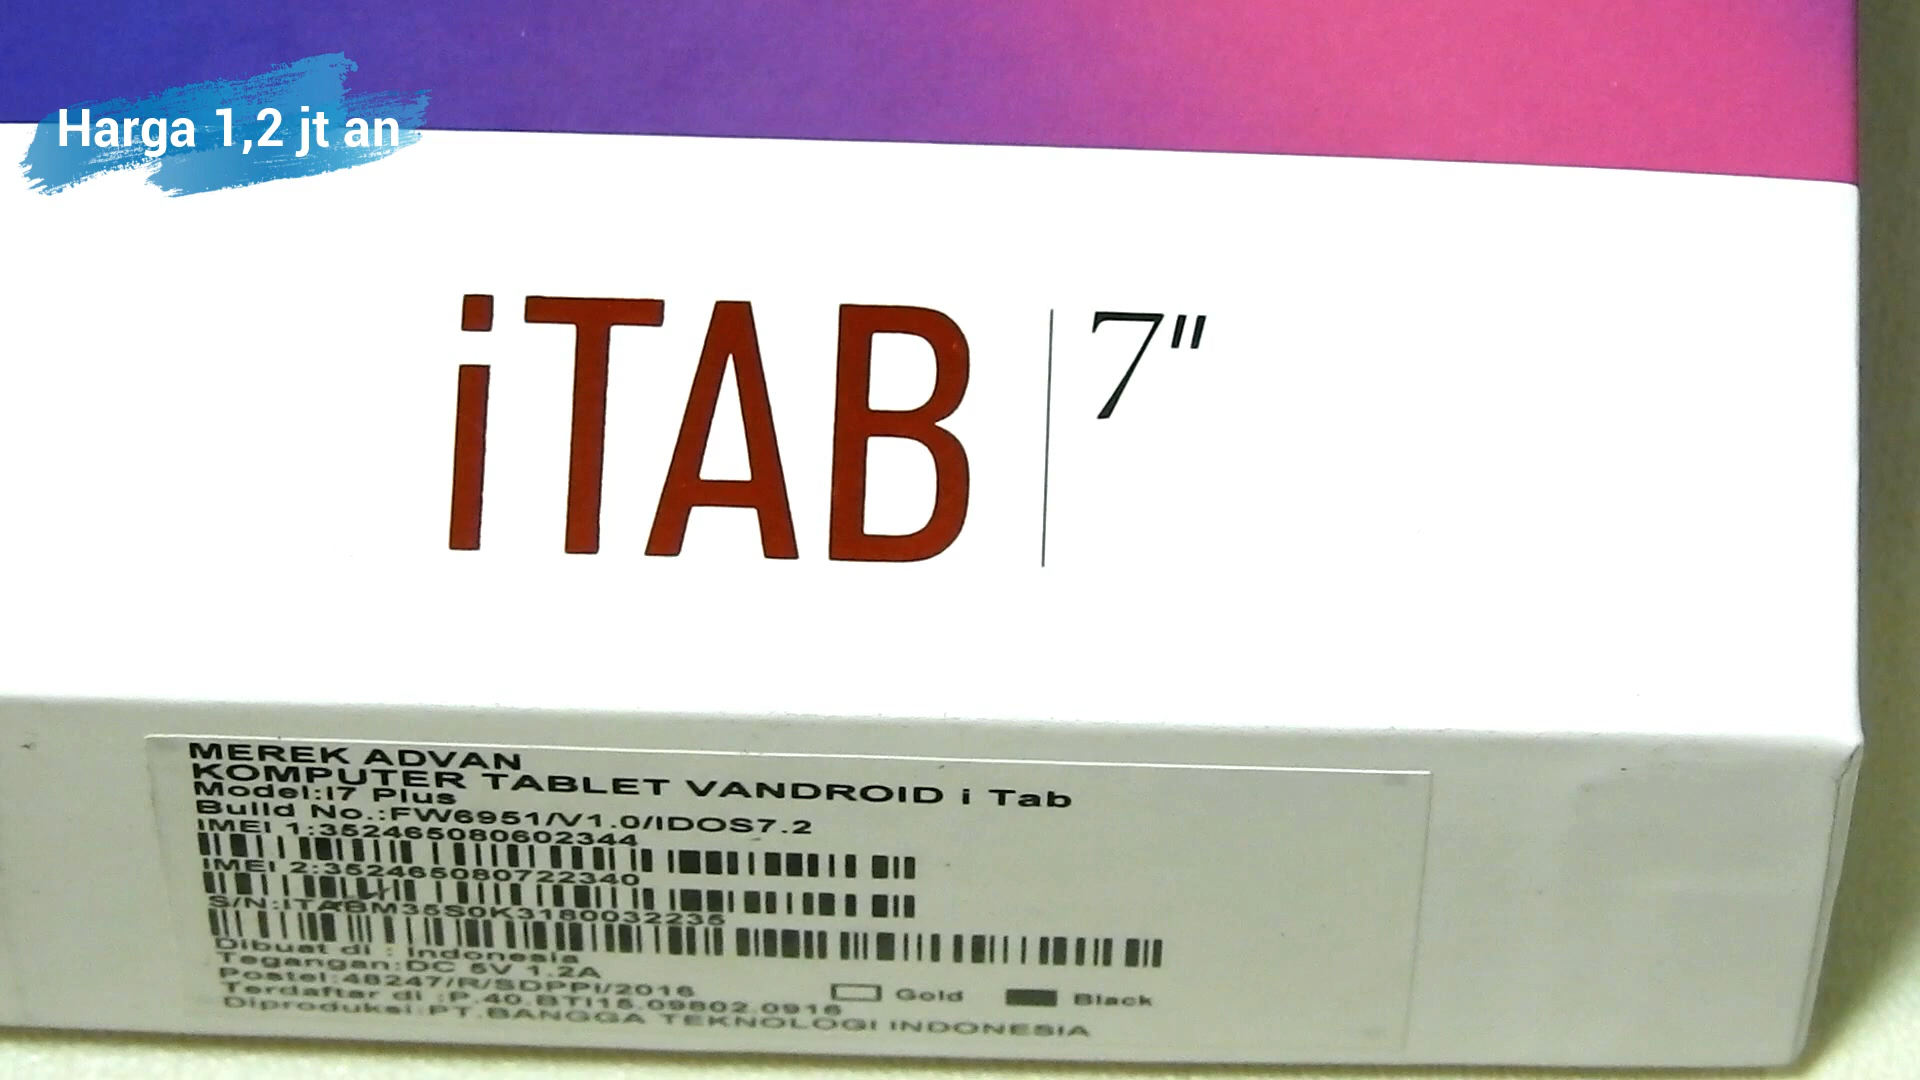 Harga 1,2 jt an
iTAB 7"
MEREK ADVAN
KOMPUTER TABLET VANDROID i Tab
Model:I7 Plus
Build No.:FW6951/V1.0/IDOS7.2
IMEI 1:352465080602344
IMEI 2:352465080722340
S/N:ITABM35S0K3180032235
Dibuat di : Indonesia
Tegangan:DC 5V 1.2A
Postel:48247/R/SDPPI/2016
Terdaftar di :P.40.BTI15.09802.0916
Gold Black
Diproduksi:PT.BANGGA TEKNOLOGI INDONESIA